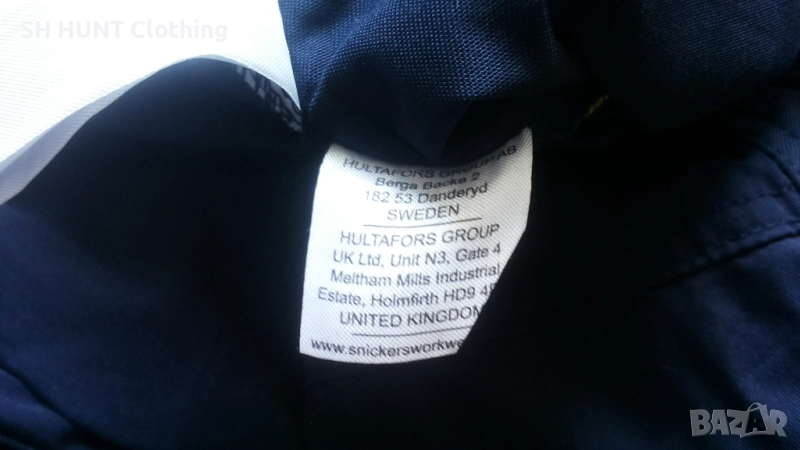 SH HUNT Clothing
HULTAFORS GROUP AB
Berga Backe 2
182 53 Danderyd
SWEDEN
HULTAFORS GROUP
UK Ltd, Unit N3, Gate 4
Meltham Mills Industrial
Estate, Holmfirth HD9
UNITED KINGDOM
www.snickersworkwe
BAZAR